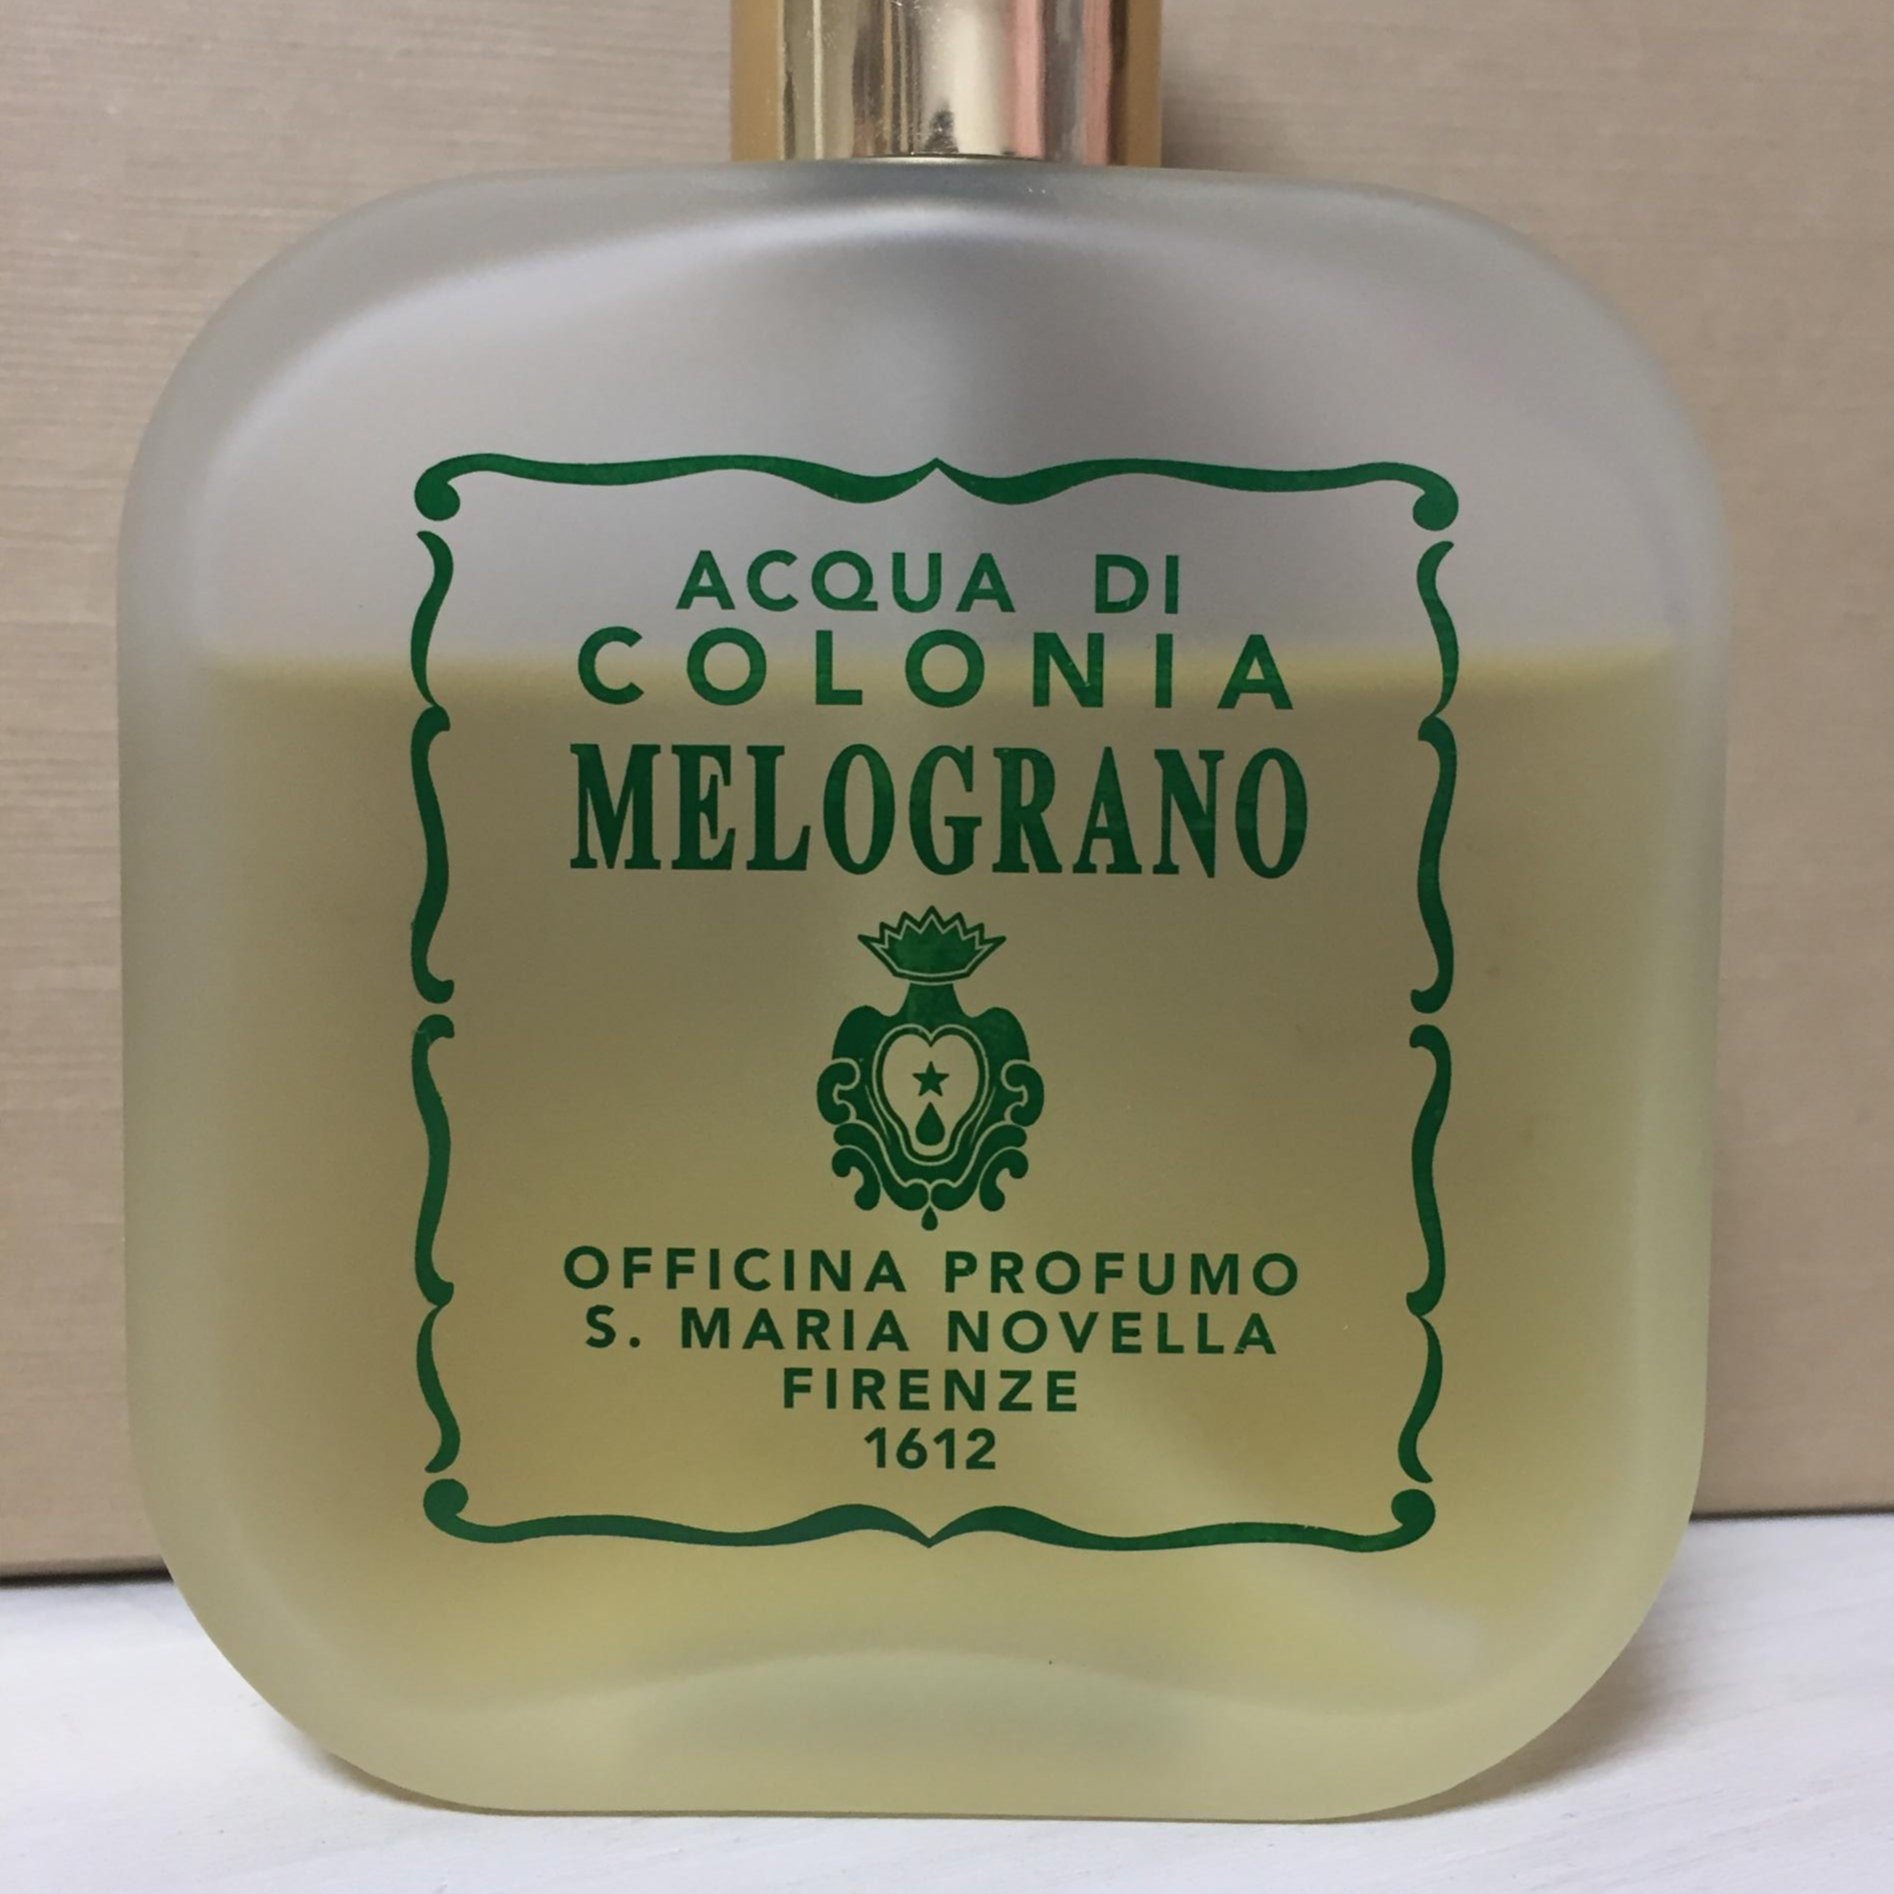 ACQUA DI
COLONIA
MELOGRANO
OFFICINA PROFUMO
S. MARIA NOVELLA
FIRENZE
1612